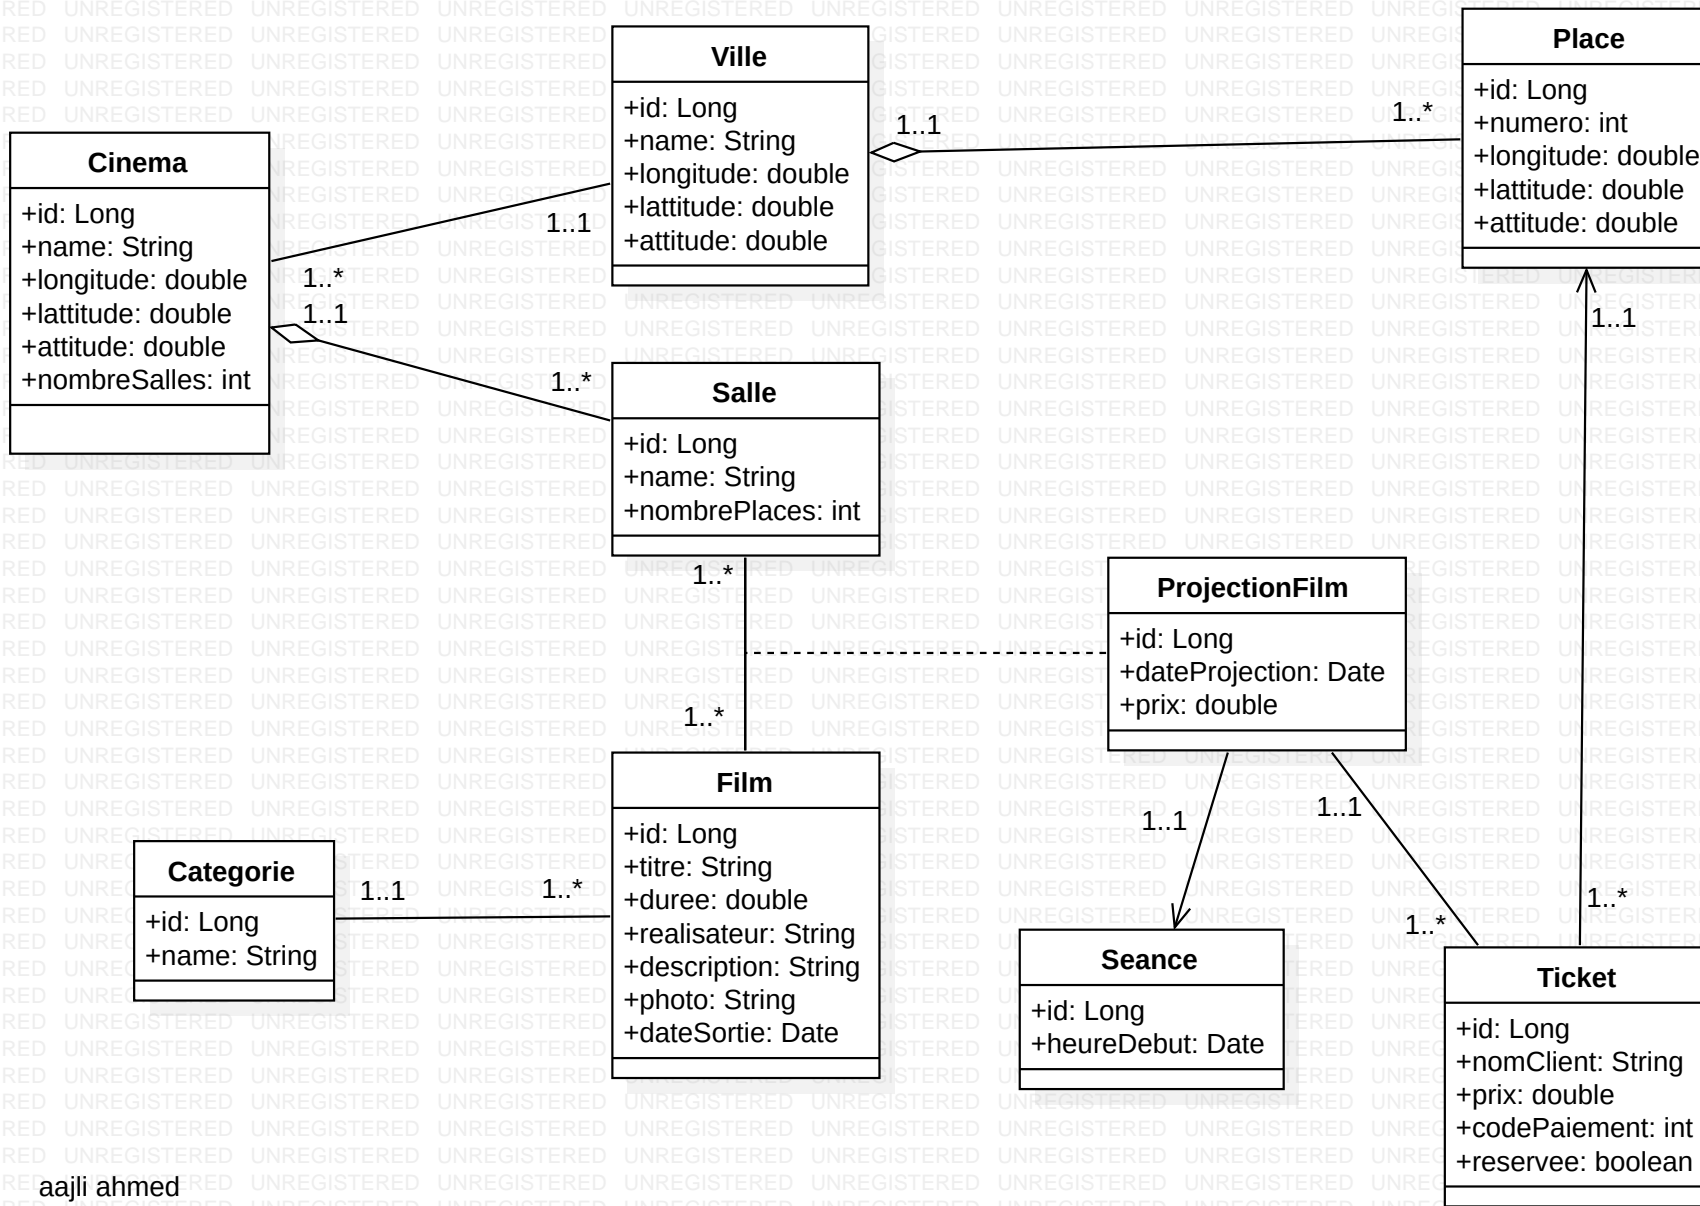 Ville
+id: Long
+name: String
+longitude: double
+lattitude: double
+attitude: double
Place
+id: Long
+numero: int
+longitude: double
+lattitude: double
+attitude: double
Cinema
+id: Long
+name: String
+longitude: double
+lattitude: double
+attitude: double
+nombreSalles: int
1..1
1..*
1..1
1..*
1..1
1..*
1..1
Salle
+id: Long
+name: String
+nombrePlaces: int
1..*
1..*
ProjectionFilm
+id: Long
+dateProjection: Date
+prix: double
Film
+id: Long
+titre: String
+duree: double
+realisateur: String
+description: String
+photo: String
+dateSortie: Date
Categorie
+id: Long
+name: String
1..1
1..*
1..1
1..1
1..*
1..*
Seance
+id: Long
+heureDebut: Date
Ticket
+id: Long
+nomClient: String
+prix: double
+codePaiement: int
+reservee: boolean
aajli ahmed
UNREGISTERED